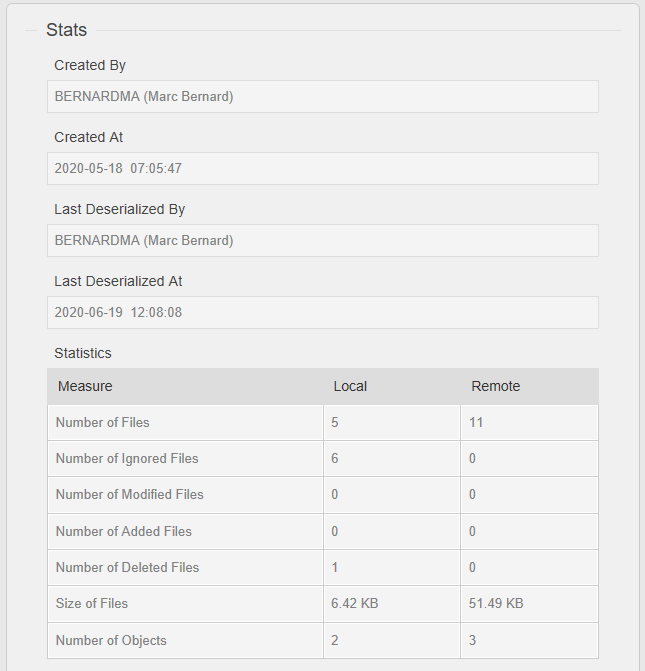 Stats
Created By
BERNARDMA (Marc Bernard)
Created At
2020-05-18 07:05:47
Last Deserialized By
BERNARDMA (Marc Bernard)
Last Deserialized At
2020-06-19 12:08:08
Statistics
Measure Local Remote
Number of Files 5 11
Number of Ignored Files 6 0
Number of Modified Files 0 0
Number of Added Files 0 0
Number of Deleted Files 1 0
Size of Files 6.42 KB 51.49 KB
Number of Objects 2 3